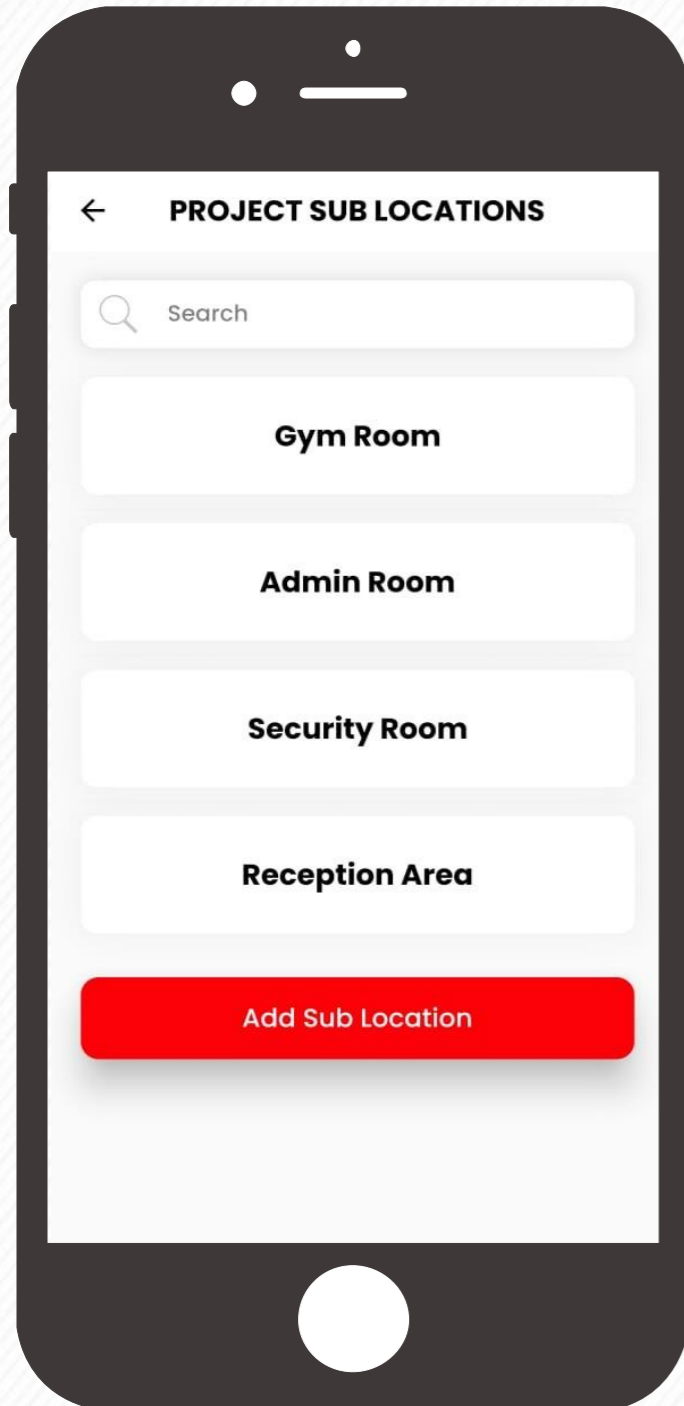 PROJECT SUB LOCATIONS
Search
Gym Room
Admin Room
Security Room
Reception Area
Add Sub Location